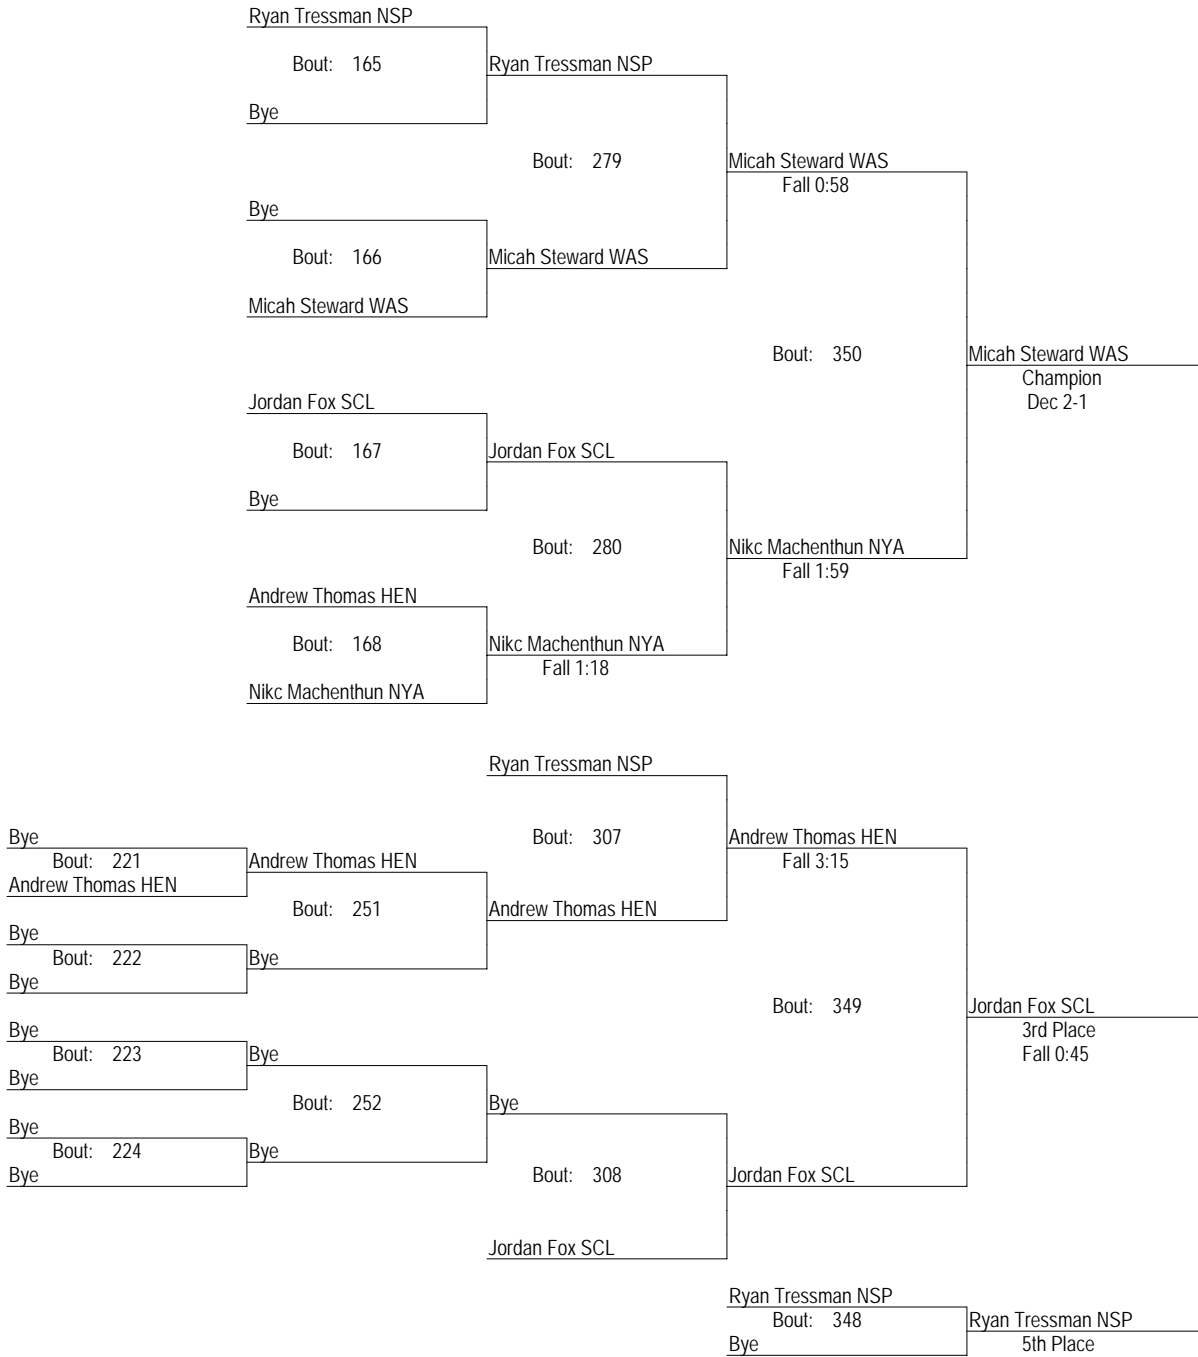 Ryan Tressman NSP
Bout: 165
Ryan Tressman NSP
Bye
Bout: 279
Micah Steward WAS
Fall 0:58
Bye
Bout: 166
Micah Steward WAS
Micah Steward WAS
Bout: 350
Micah Steward WAS
Champion
Dec 2-1
Jordan Fox SCL
Bout: 167
Jordan Fox SCL
Bye
Bout: 280
Nikc Machenthun NYA
Fall 1:59
Andrew Thomas HEN
Bout: 168
Nikc Machenthun NYA
Fall 1:18
Nikc Machenthun NYA
Ryan Tressman NSP
Bout: 307
Andrew Thomas HEN
Fall 3:15
Bye
Bout: 221
Andrew Thomas HEN
Andrew Thomas HEN
Bout: 251
Andrew Thomas HEN
Bye
Bout: 222
Bye
Bye
Bout: 349
Jordan Fox SCL
3rd Place
Fall 0:45
Bye
Bout: 223
Bye
Bye
Bout: 252
Bye
Bye
Bout: 224
Bye
Bye
Bout: 308
Jordan Fox SCL
Jordan Fox SCL
Ryan Tressman NSP
Bout: 348
Ryan Tressman NSP
Bye
5th Place